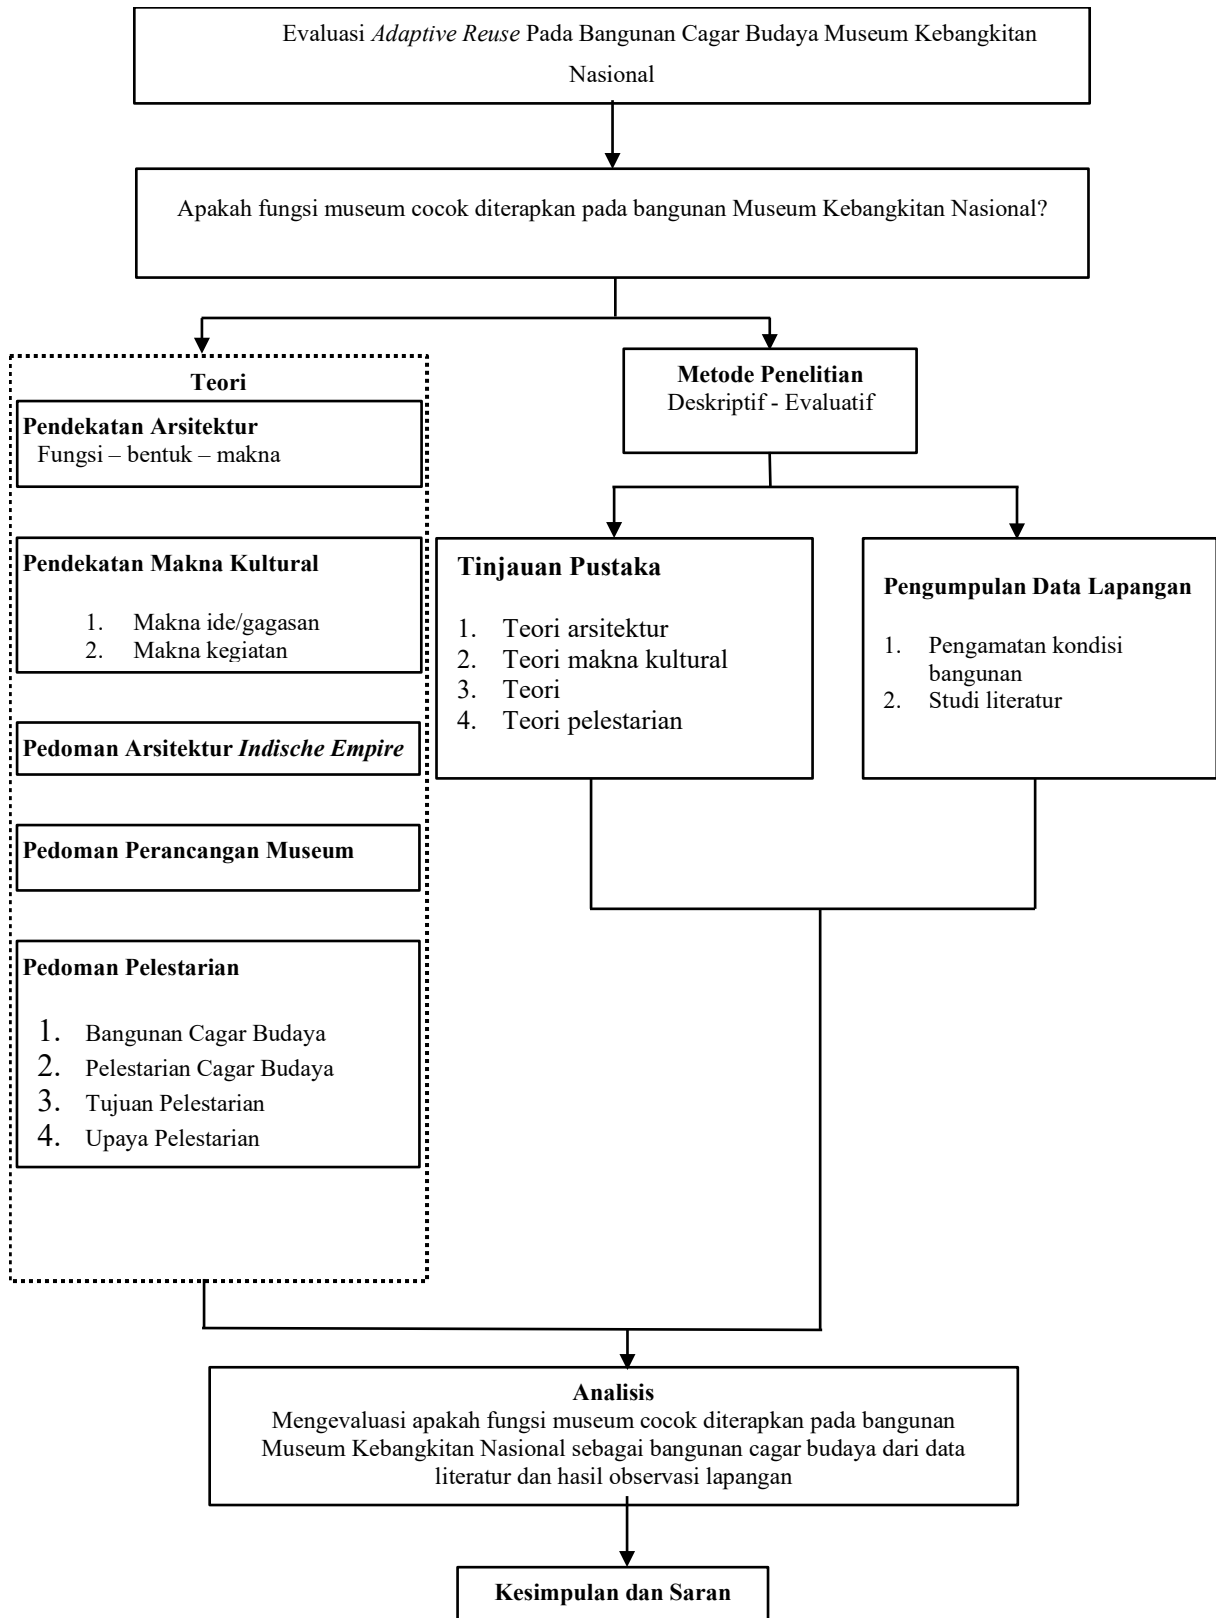 Evaluasi Adaptive Reuse Pada Bangunan Cagar Budaya Museum Kebangkitan
Nasional
Apakah fungsi museum cocok diterapkan pada bangunan Museum Kebangkitan Nasional?
Teori
Pendekatan Arsitektur
Fungsi – bentuk – makna
Pendekatan Makna Kultural
1. Makna ide/gagasan
2. Makna kegiatan
Pedoman Arsitektur Indische Empire
Pedoman Perancangan Museum
Pedoman Pelestarian
1. Bangunan Cagar Budaya
2. Pelestarian Cagar Budaya
3. Tujuan Pelestarian
4. Upaya Pelestarian
Metode Penelitian
Deskriptif - Evaluatif
Tinjauan Pustaka
1. Teori arsitektur
2. Teori makna kultural
3. Teori
4. Teori pelestarian
Pengumpulan Data Lapangan
1. Pengamatan kondisi
bangunan
2. Studi literatur
Analisis
Mengevaluasi apakah fungsi museum cocok diterapkan pada bangunan
Museum Kebangkitan Nasional sebagai bangunan cagar budaya dari data
literatur dan hasil observasi lapangan
Kesimpulan dan Saran